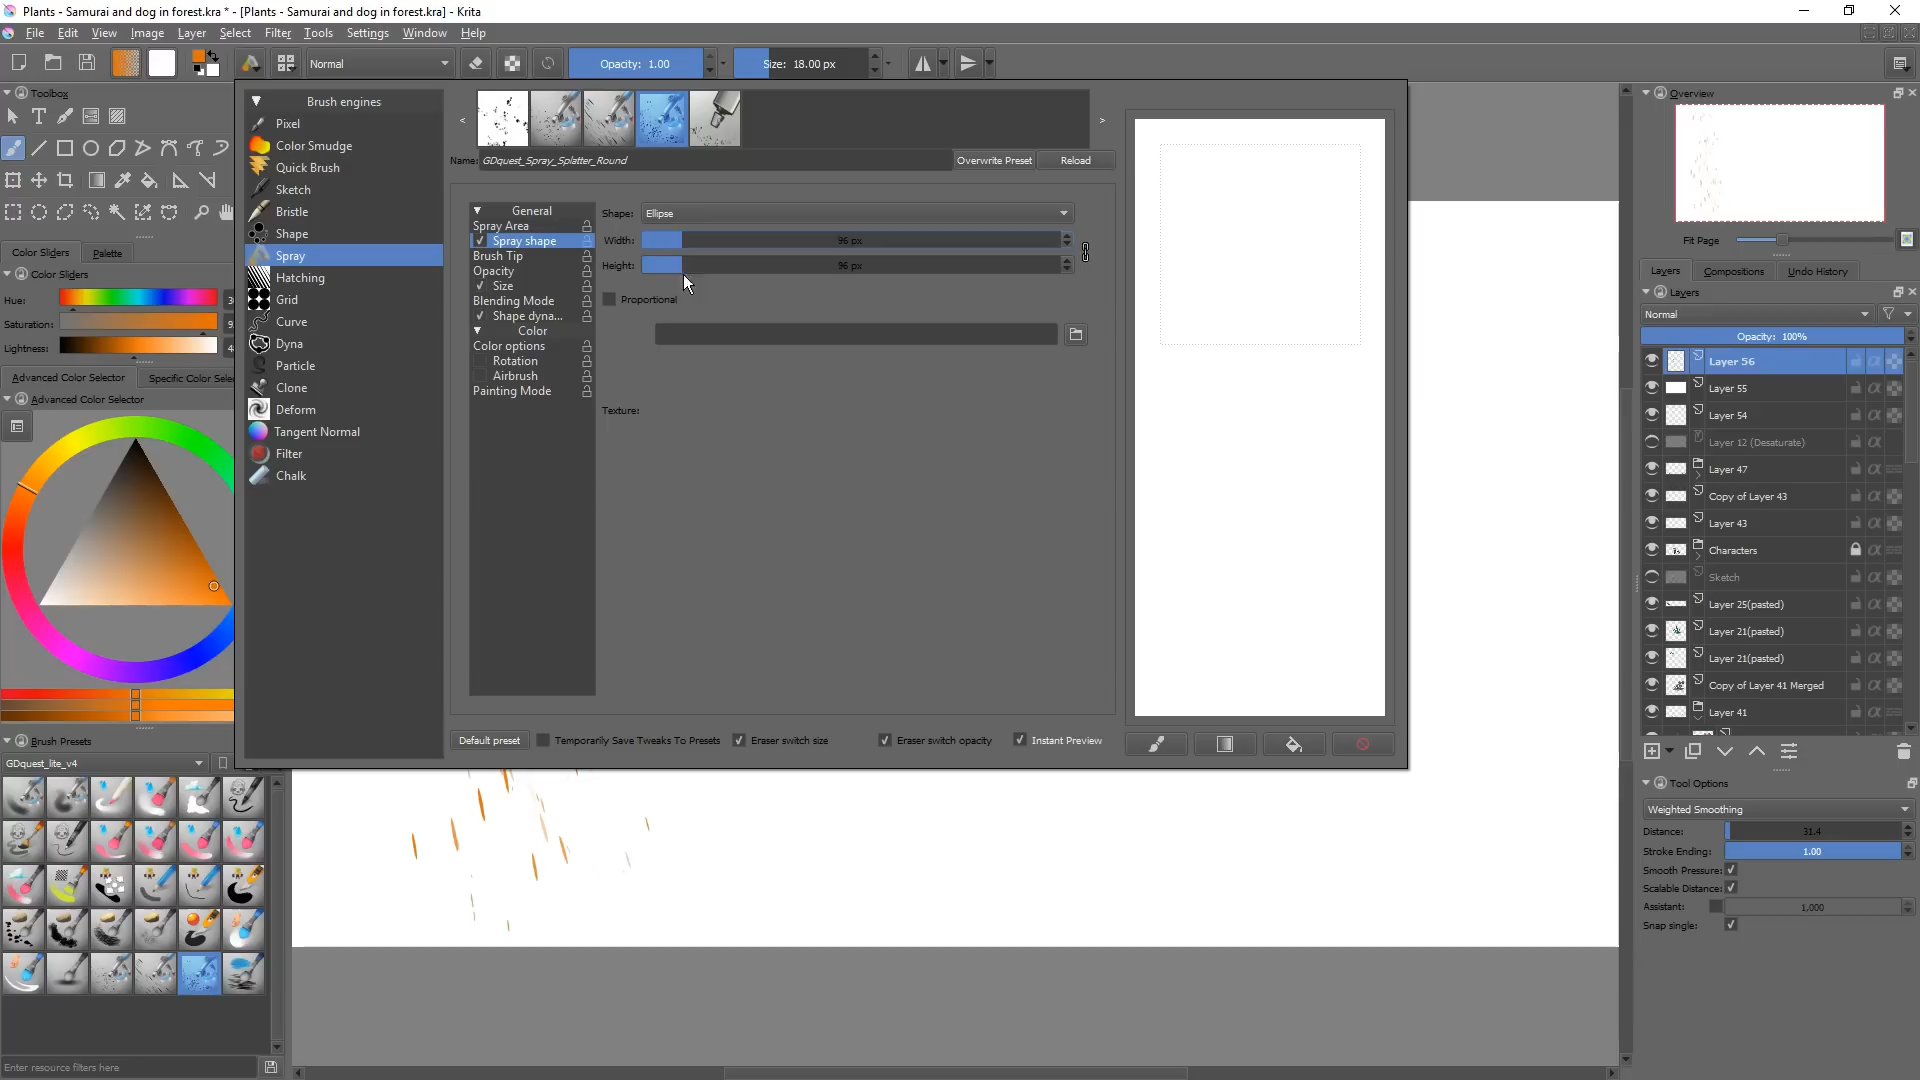 Plants - Samurai and dog in forest.kra * - [Plants - Samurai and dog in forest.kra] - Krita
File Edit View Image Layer Select Filter Tools Settings Window Help
Normal
Opacity: 1.00
Size: 18.00 px
Toolbox
Color Sliders Palette
Color Sliders
Hue:
Saturation:
Lightness:
Advanced Color Selector
Advanced Color Selector
Brush Presets
GDquest_lite_v4
Enter resource filters here
Brush engines
Pixel
Color Smudge
Quick Brush
Sketch
Bristle
Shape
Spray
Hatching
Grid
Curve
Dyna
Particle
Clone
Deform
Tangent Normal
Filter
Chalk
< >
Name: GDquest_Spray_Splatter_Round
Overwrite Preset Reload
General
Spray Area
Spray shape
Brush Tip
Opacity
Size
Blending Mode
Shape dyna...
Color
Color options
Rotation
Airbrush
Painting Mode
Shape: Ellipse
Width: 96 px
Height: 96 px
Proportional
Texture:
Default preset Temporarily Save Tweaks To Presets Eraser switch size Eraser switch opacity Instant Preview
Overview
Fit Page
Layers Compositions Undo History
Layers
Normal
Opacity: 100%
Layer 56
Layer 55
Layer 54
Layer 12 (Desaturate)
Layer 47
Copy of Layer 43
Layer 43
Characters
Sketch
Layer 25(pasted)
Layer 21(pasted)
Layer 21(pasted)
Copy of Layer 41 Merged
Layer 41
Tool Options
Weighted Smoothing
Distance: 31.4
Stroke Ending: 1.00
Smooth Pressure:
Scalable Distance:
Assistant: 1,000
Snap single: